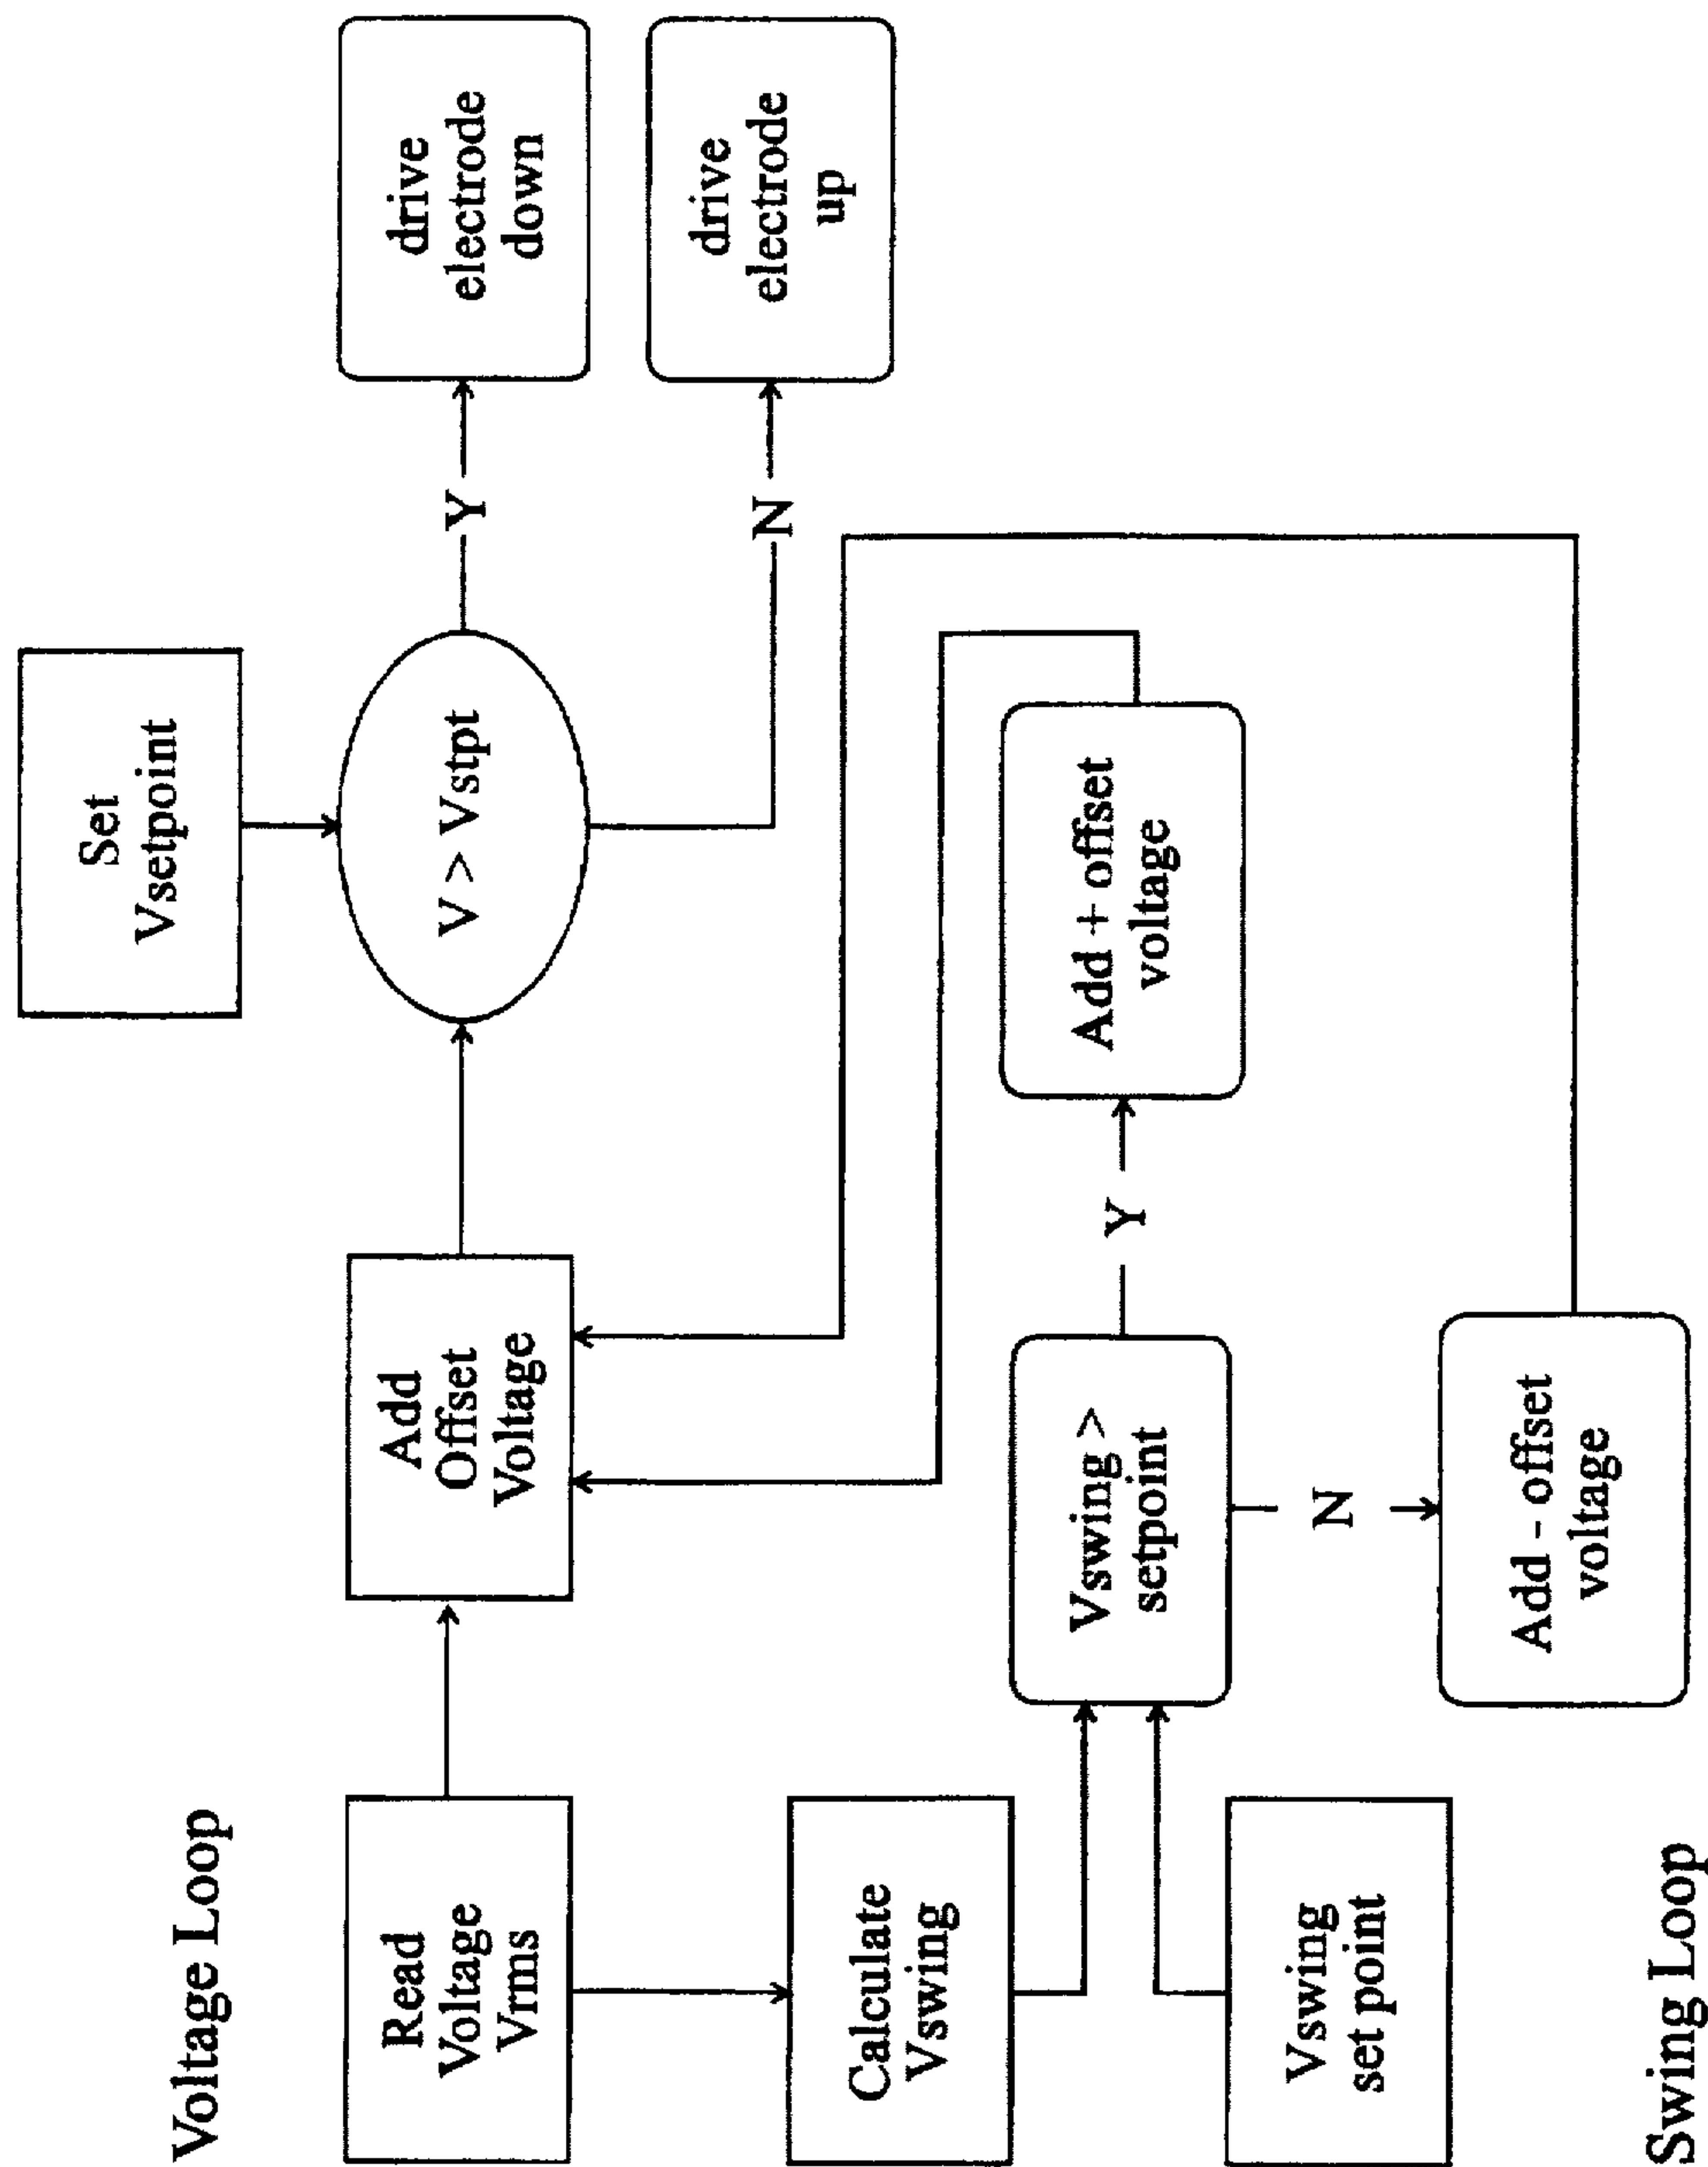 Voltage Loop
Set
Vsetpoint
Read
Voltage
Vrms
Add
Offset
Voltage
V > Vstpt
Y
drive
electrode
down
N
drive
electrode
up
Calculate
Vswing
Vswing >
setpoint
Y
Add + offset
voltage
Vswing
set point
N
Add - offset
voltage
Swing Loop